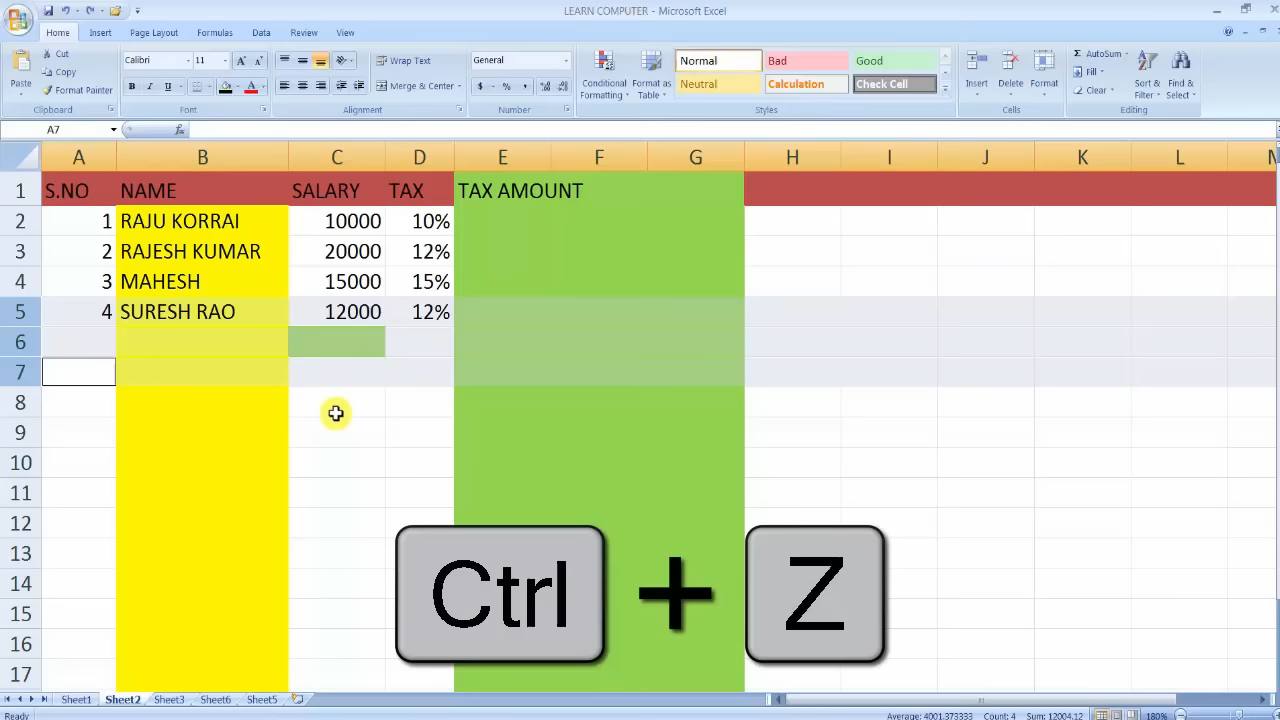 LEARN COMPUTER - Microsoft Excel
Home Insert Page Layout Formulas Data Review View
Paste Cut Calibri 11 Wrap Text General Conditional Formatting Format as Table Normal Bad Good Insert Delete Format AutoSum Sort & Filter Find & Select
Copy Fill
Format Painter B I U A Merge & Center $ % , Neutral Calculation Check Cell Clear
Clipboard Font Alignment Number Styles Cells Editing
A7 fx
A B C D E F G H I J K L M
1 S.NO NAME SALARY TAX TAX AMOUNT
2 1 RAJU KORRAI 10000 10%
3 2 RAJESH KUMAR 20000 12%
4 3 MAHESH 15000 15%
5 4 SURESH RAO 12000 12%
6
7
8
9
10
11
12
13
14
15
16
17
Ctrl + Z
Sheet1 Sheet2 Sheet3 Sheet6 Sheet5
Ready Average: 4001.373333 Count: 4 Sum: 12004.12 180%